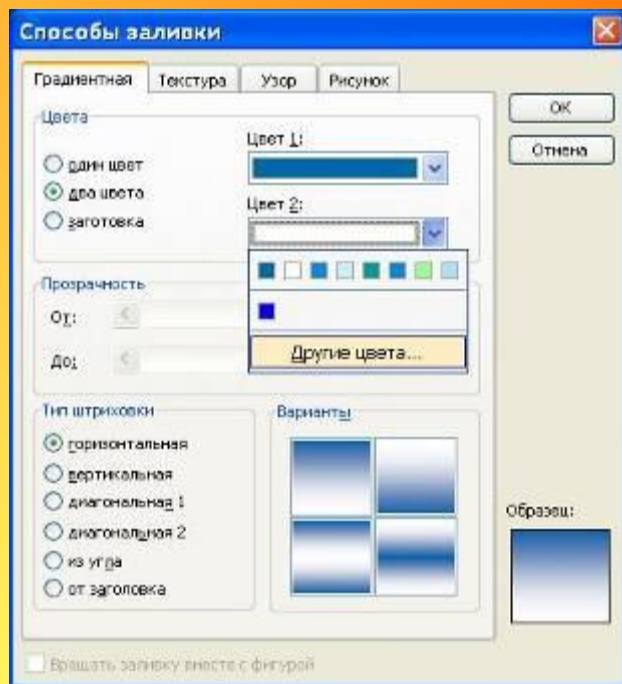 Способы заливки
Градиентная Текстура Узор Рисунок
Цвета
один цвет
два цвета
заготовка
Цвет 1:
Цвет 2:
ОК
Отмена
Прозрачность
От:
До:
Другие цвета...
Тип штриховки
горизонтальная
вертикальная
диагональная 1
диагональная 2
из угла
от заголовка
Варианты
Образец:
Вращать заливку вместе с фигурой